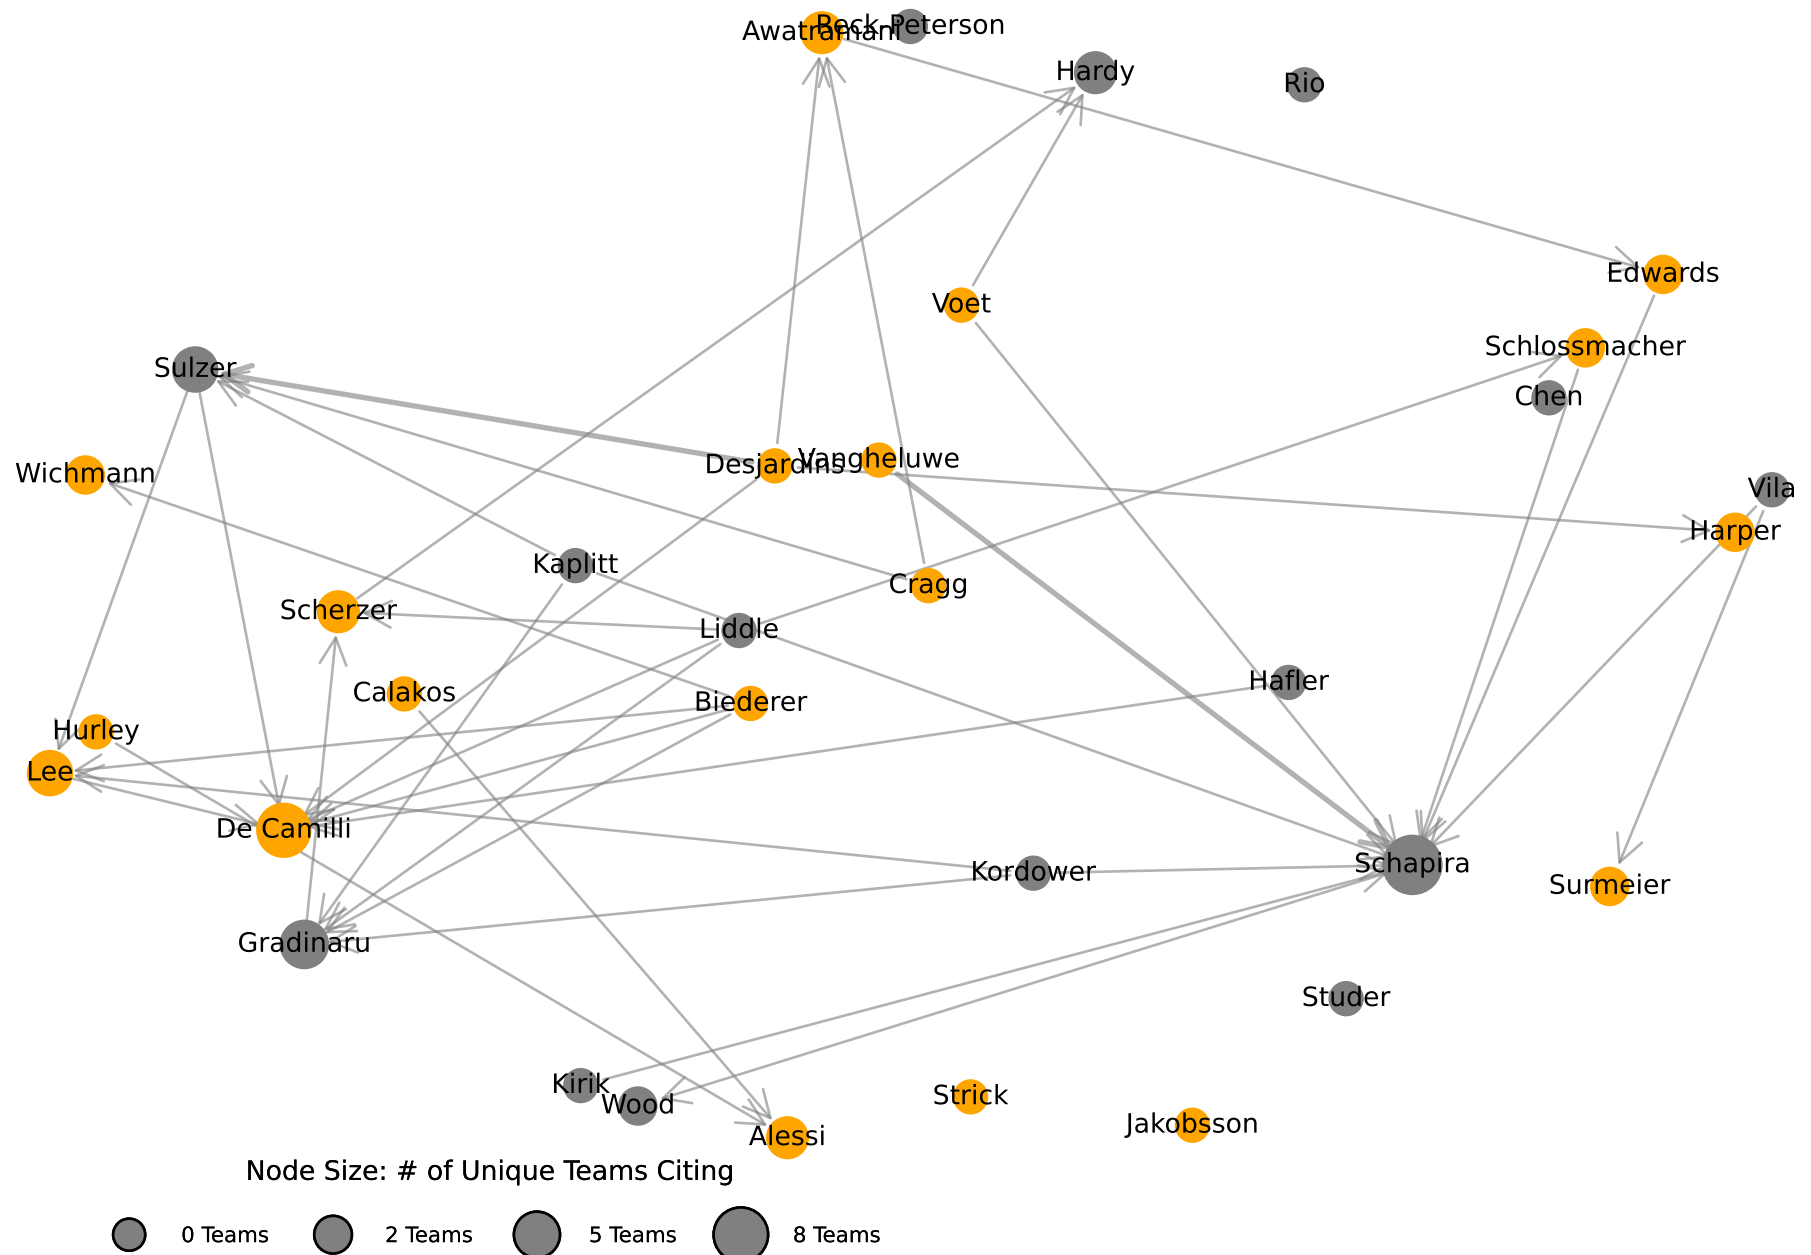 Awatramani
Peck-Peterson
Hardy
Rio
Edwards
Voet
Schlossmacher
Sulzer
Chen
Wichmann
Desjardins
Vangheluwe
Vila
Harper
Kaplitt
Cragg
Scherzer
Liddle
Hafler
Calakos
Biederer
Hurley
Lee
De Camilli
Schapira
Kordower
Surmeier
Gradinaru
Studer
Kirik
Wood
Strick
Jakobsson
Alessi
Node Size: # of Unique Teams Citing
0 Teams
2 Teams
5 Teams
8 Teams